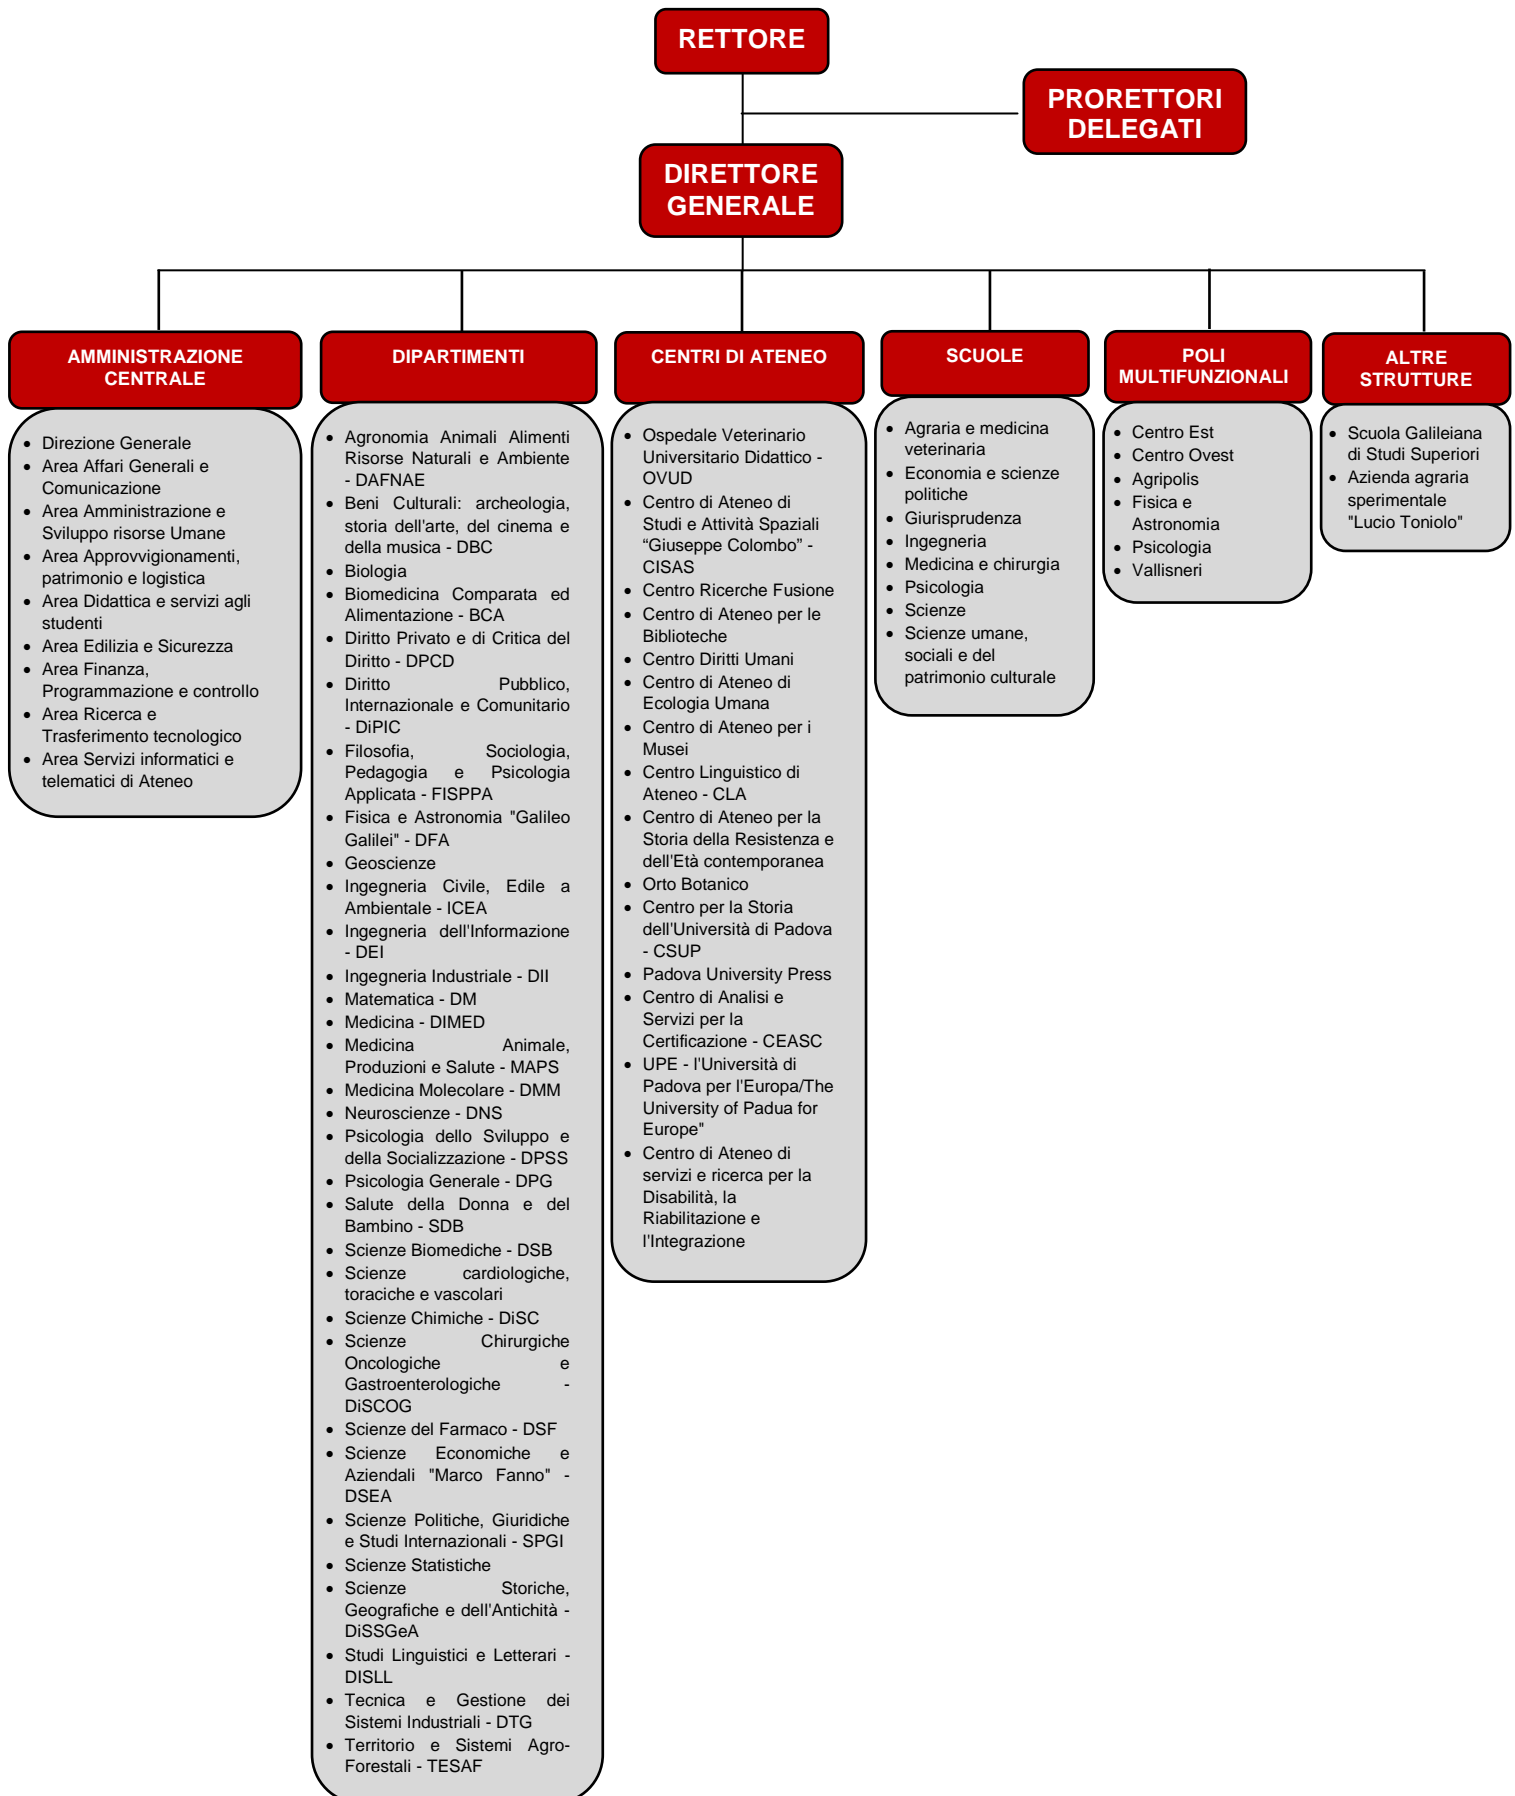 RETTORE
PRORETTORI
DELEGATI
DIRETTORE
GENERALE
AMMINISTRAZIONE
CENTRALE
• Direzione Generale
• Area Affari Generali e
Comunicazione
• Area Amministrazione e
Sviluppo risorse Umane
• Area Approvvigionamenti,
patrimonio e logistica
• Area Didattica e servizi agli
studenti
• Area Edilizia e Sicurezza
• Area Finanza,
Programmazione e controllo
• Area Ricerca e
Trasferimento tecnologico
• Area Servizi informatici e
telematici di Ateneo
DIPARTIMENTI
• Agronomia Animali Alimenti
Risorse Naturali e Ambiente
- DAFNAE
• Beni Culturali: archeologia,
storia dell'arte, del cinema e
della musica - DBC
• Biologia
• Biomedicina Comparata ed
Alimentazione - BCA
• Diritto Privato e di Critica del
Diritto - DPCD
• Diritto Pubblico,
Internazionale e Comunitario
- DiPIC
• Filosofia, Sociologia,
Pedagogia e Psicologia
Applicata - FISPPA
• Fisica e Astronomia "Galileo
Galilei" - DFA
• Geoscienze
• Ingegneria Civile, Edile a
Ambientale - ICEA
• Ingegneria dell'Informazione
- DEI
• Ingegneria Industriale - DII
• Matematica - DM
• Medicina - DIMED
• Medicina Animale,
Produzioni e Salute - MAPS
• Medicina Molecolare - DMM
• Neuroscienze - DNS
• Psicologia dello Sviluppo e
della Socializzazione - DPSS
• Psicologia Generale - DPG
• Salute della Donna e del
Bambino - SDB
• Scienze Biomediche - DSB
• Scienze cardiologiche,
toraciche e vascolari
• Scienze Chimiche - DiSC
• Scienze Chirurgiche
Oncologiche e
Gastroenterologiche -
DiSCOG
• Scienze del Farmaco - DSF
• Scienze Economiche e
Aziendali "Marco Fanno" -
DSEA
• Scienze Politiche, Giuridiche
e Studi Internazionali - SPGI
• Scienze Statistiche
• Scienze Storiche,
Geografiche e dell'Antichità -
DiSSGeA
• Studi Linguistici e Letterari -
DISLL
• Tecnica e Gestione dei
Sistemi Industriali - DTG
• Territorio e Sistemi Agro-
Forestali - TESAF
CENTRI DI ATENEO
• Ospedale Veterinario
Universitario Didattico -
OVUD
• Centro di Ateneo di
Studi e Attività Spaziali
“Giuseppe Colombo” -
CISAS
• Centro Ricerche Fusione
• Centro di Ateneo per le
Biblioteche
• Centro Diritti Umani
• Centro di Ateneo di
Ecologia Umana
• Centro di Ateneo per i
Musei
• Centro Linguistico di
Ateneo - CLA
• Centro di Ateneo per la
Storia della Resistenza e
dell'Età contemporanea
• Orto Botanico
• Centro per la Storia
dell'Università di Padova
- CSUP
• Padova University Press
• Centro di Analisi e
Servizi per la
Certificazione - CEASC
• UPE - l'Università di
Padova per l'Europa/The
University of Padua for
Europe"
• Centro di Ateneo di
servizi e ricerca per la
Disabilità, la
Riabilitazione e
l'Integrazione
SCUOLE
• Agraria e medicina
veterinaria
• Economia e scienze
politiche
• Giurisprudenza
• Ingegneria
• Medicina e chirurgia
• Psicologia
• Scienze
• Scienze umane,
sociali e del
patrimonio culturale
POLI
MULTIFUNZIONALI
• Centro Est
• Centro Ovest
• Agripolis
• Fisica e
Astronomia
• Psicologia
• Vallisneri
ALTRE
STRUTTURE
• Scuola Galileiana
di Studi Superiori
• Azienda agraria
sperimentale
"Lucio Toniolo"